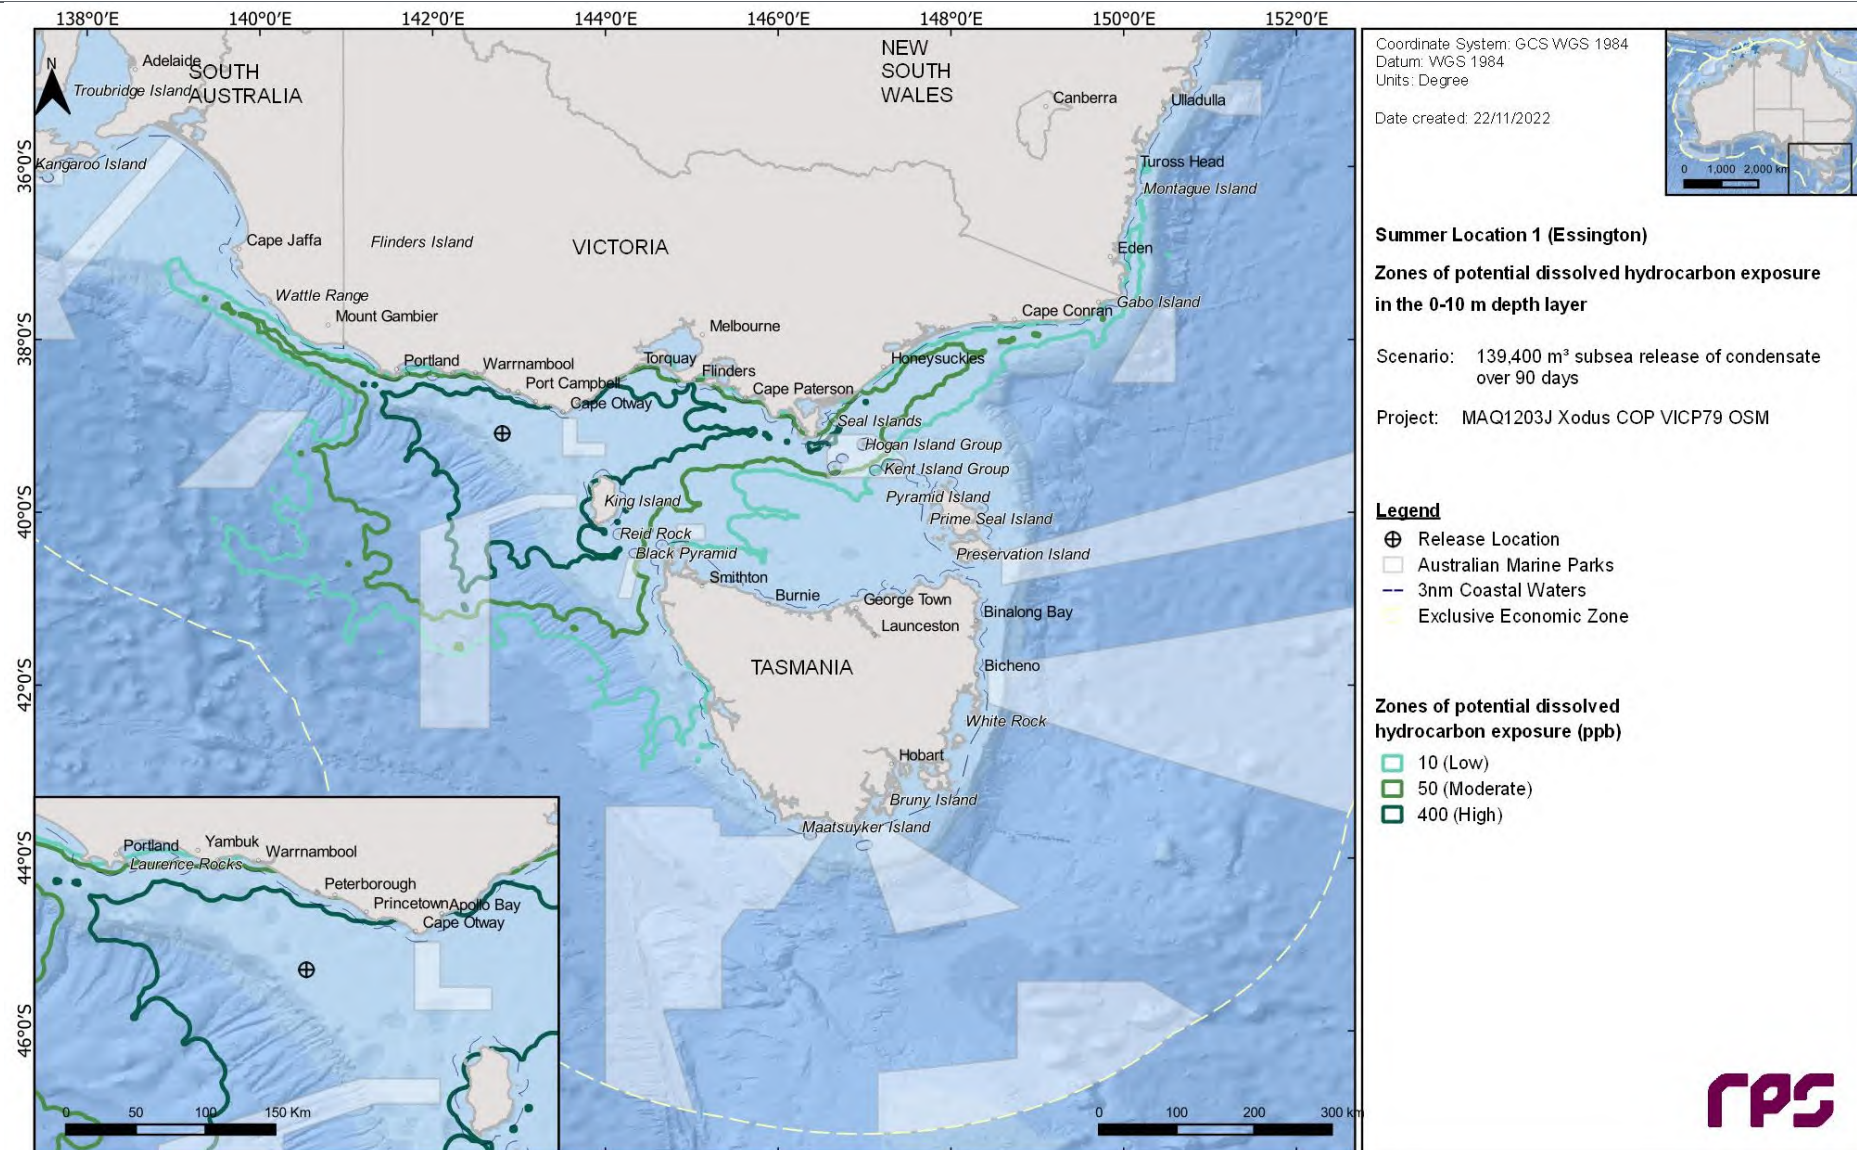 138°0'E 140°0'E 142°0'E 144°0'E 146°0'E 148°0'E 150°0'E 152°0'E
36°0'S
38°0'S
40°0'S
42°0'S
44°0'S
46°0'S
N
Adelaide
SOUTH
AUSTRALIA
Troubridge Island
Kangaroo Island
NEW
SOUTH
WALES
Canberra
Ulladulla
Tuross Head
Montague Island
Cape Jaffa
Flinders Island
VICTORIA
Eden
Wattle Range
Mount Gambier
Melbourne
Cape Conran
Gabo Island
Portland
Warrnambool
Torquay
Flinders
Honeysuckles
Port Campbell
Cape Paterson
Cape Otway
Seal Islands
Hogan Island Group
Kent Island Group
King Island
Pyramid Island
Prime Seal Island
Reid Rock
Black Pyramid
Preservation Island
Smithton
Burnie
George Town
Binalong Bay
Launceston
TASMANIA
Bicheno
White Rock
Hobart
Bruny Island
Maatsuyker Island
0 100 200 300 km
Portland
Yambuk
Warrnambool
Laurence Rocks
Peterborough
Princetown
Apollo Bay
Cape Otway
0 50 100 150 Km
Coordinate System: GCS WGS 1984
Datum: WGS 1984
Units: Degree
Date created: 22/11/2022
0 1,000 2,000 km
Summer Location 1 (Essington)
Zones of potential dissolved hydrocarbon exposure
in the 0-10 m depth layer
Scenario: 139,400 m³ subsea release of condensate
over 90 days
Project: MAQ1203J Xodus COP VICP79 OSM
Legend
Release Location
Australian Marine Parks
3nm Coastal Waters
Exclusive Economic Zone
Zones of potential dissolved
hydrocarbon exposure (ppb)
10 (Low)
50 (Moderate)
400 (High)
rps